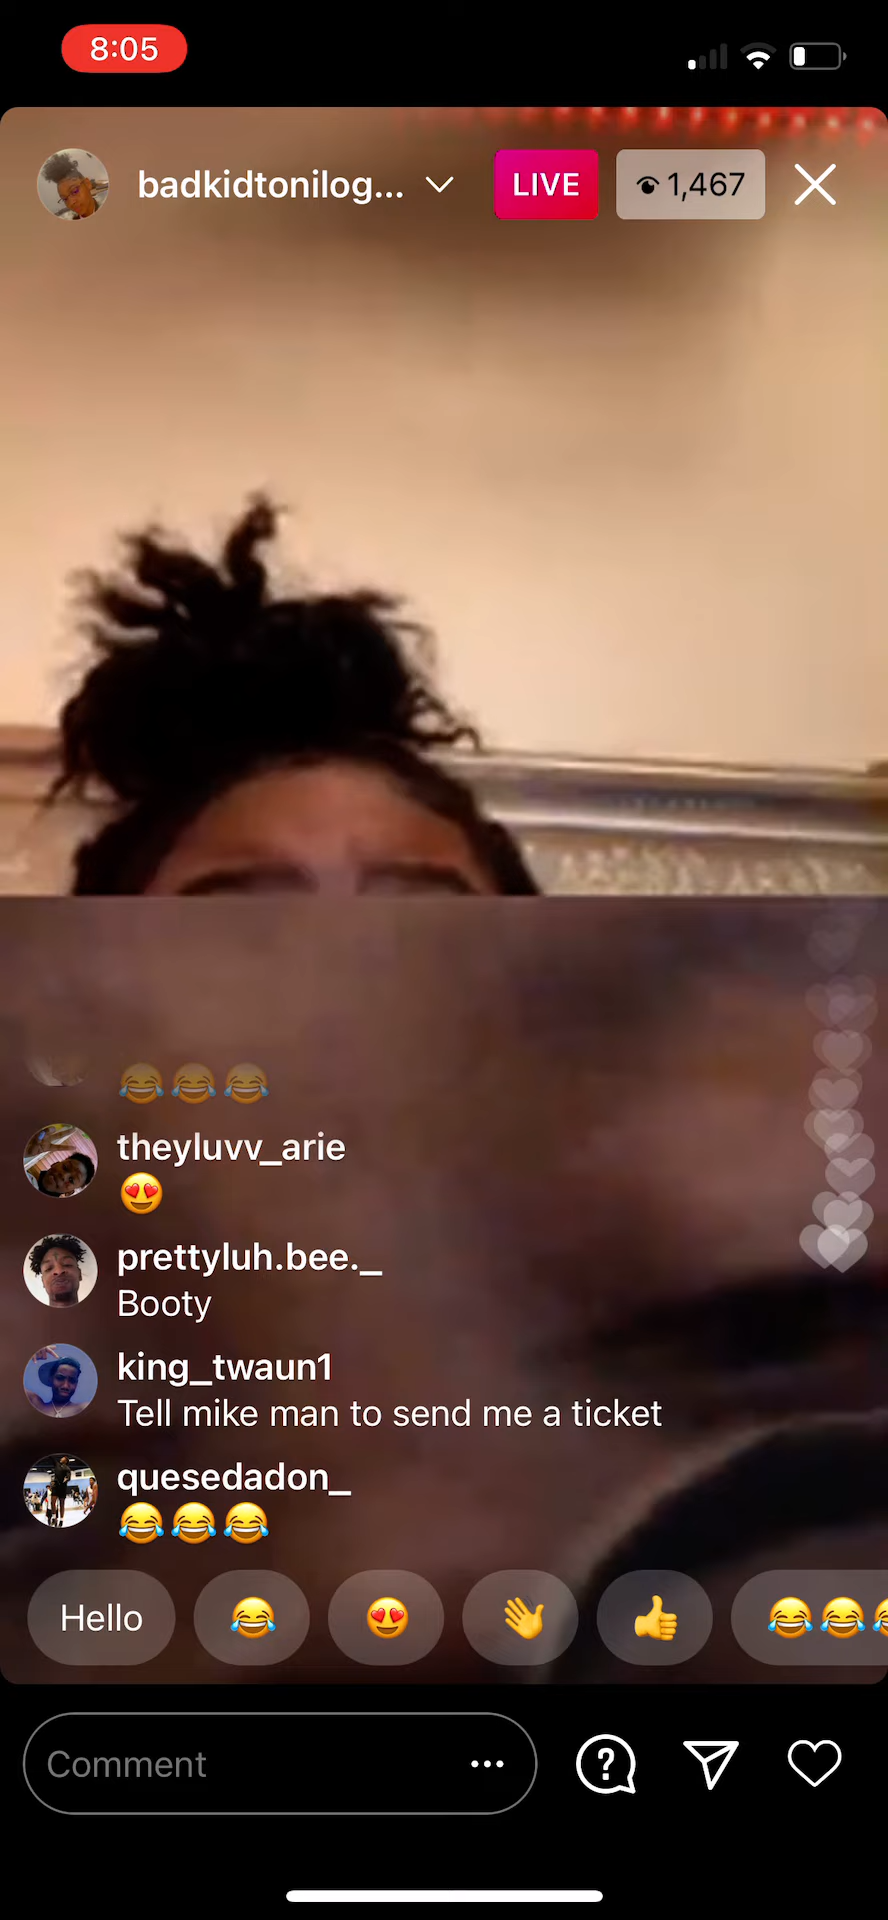 8:05
badkidtonilog... LIVE 1,467
😂😂😂
theyluvv_arie
😍
prettyluh.bee._
Booty
king_twaun1
Tell mike man to send me a ticket
quesedadon_
😂😂😂
Hello 😂 😍 👋 👍 😂😂😂
Comment